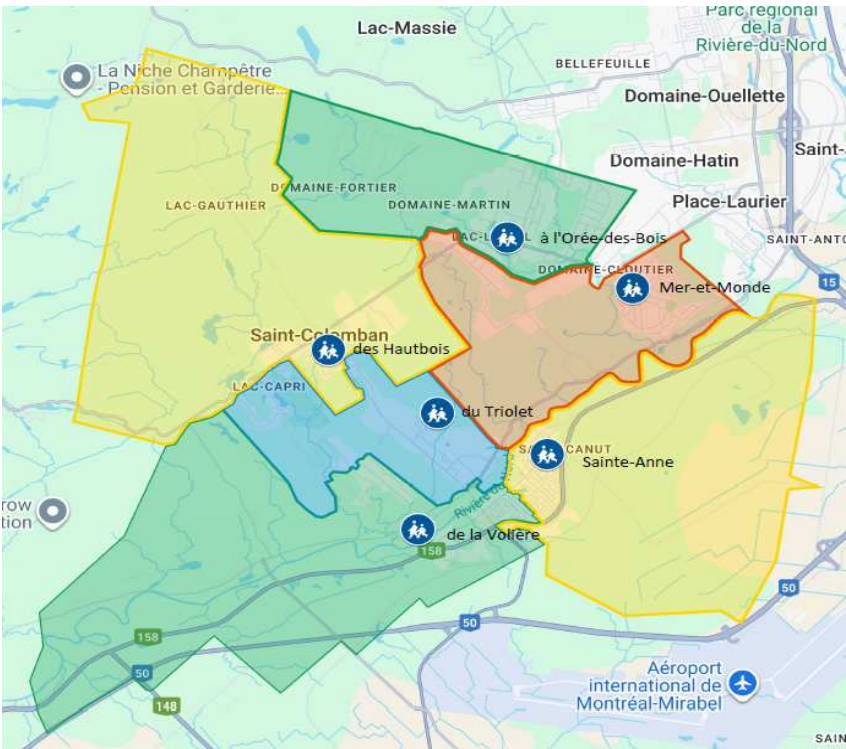 Lac-Massie
Parc régional
de la
Rivière-du-Nord
La Niche Champêtre
- Pension et Garderie...
BELLEFEUILLE
Domaine-Ouellette
Domaine-Hatin
Saint-
DOMAINE-FORTIER
LAC-GAUTHIER
DOMAINE-MARTIN
Place-Laurier
à l'Orée-des-Bois
SAINT-ANTO
DOMAINE-CLOUTIER
15
Mer-et-Monde
Saint-Colomban
des Hautbois
LAC-CAPRI
du Triolet
Sainte-Anne
row
tion
Rivière du
de la Volière
158
50
50
158
50
148
Aéroport
international de
Montréal-Mirabel
SAIN